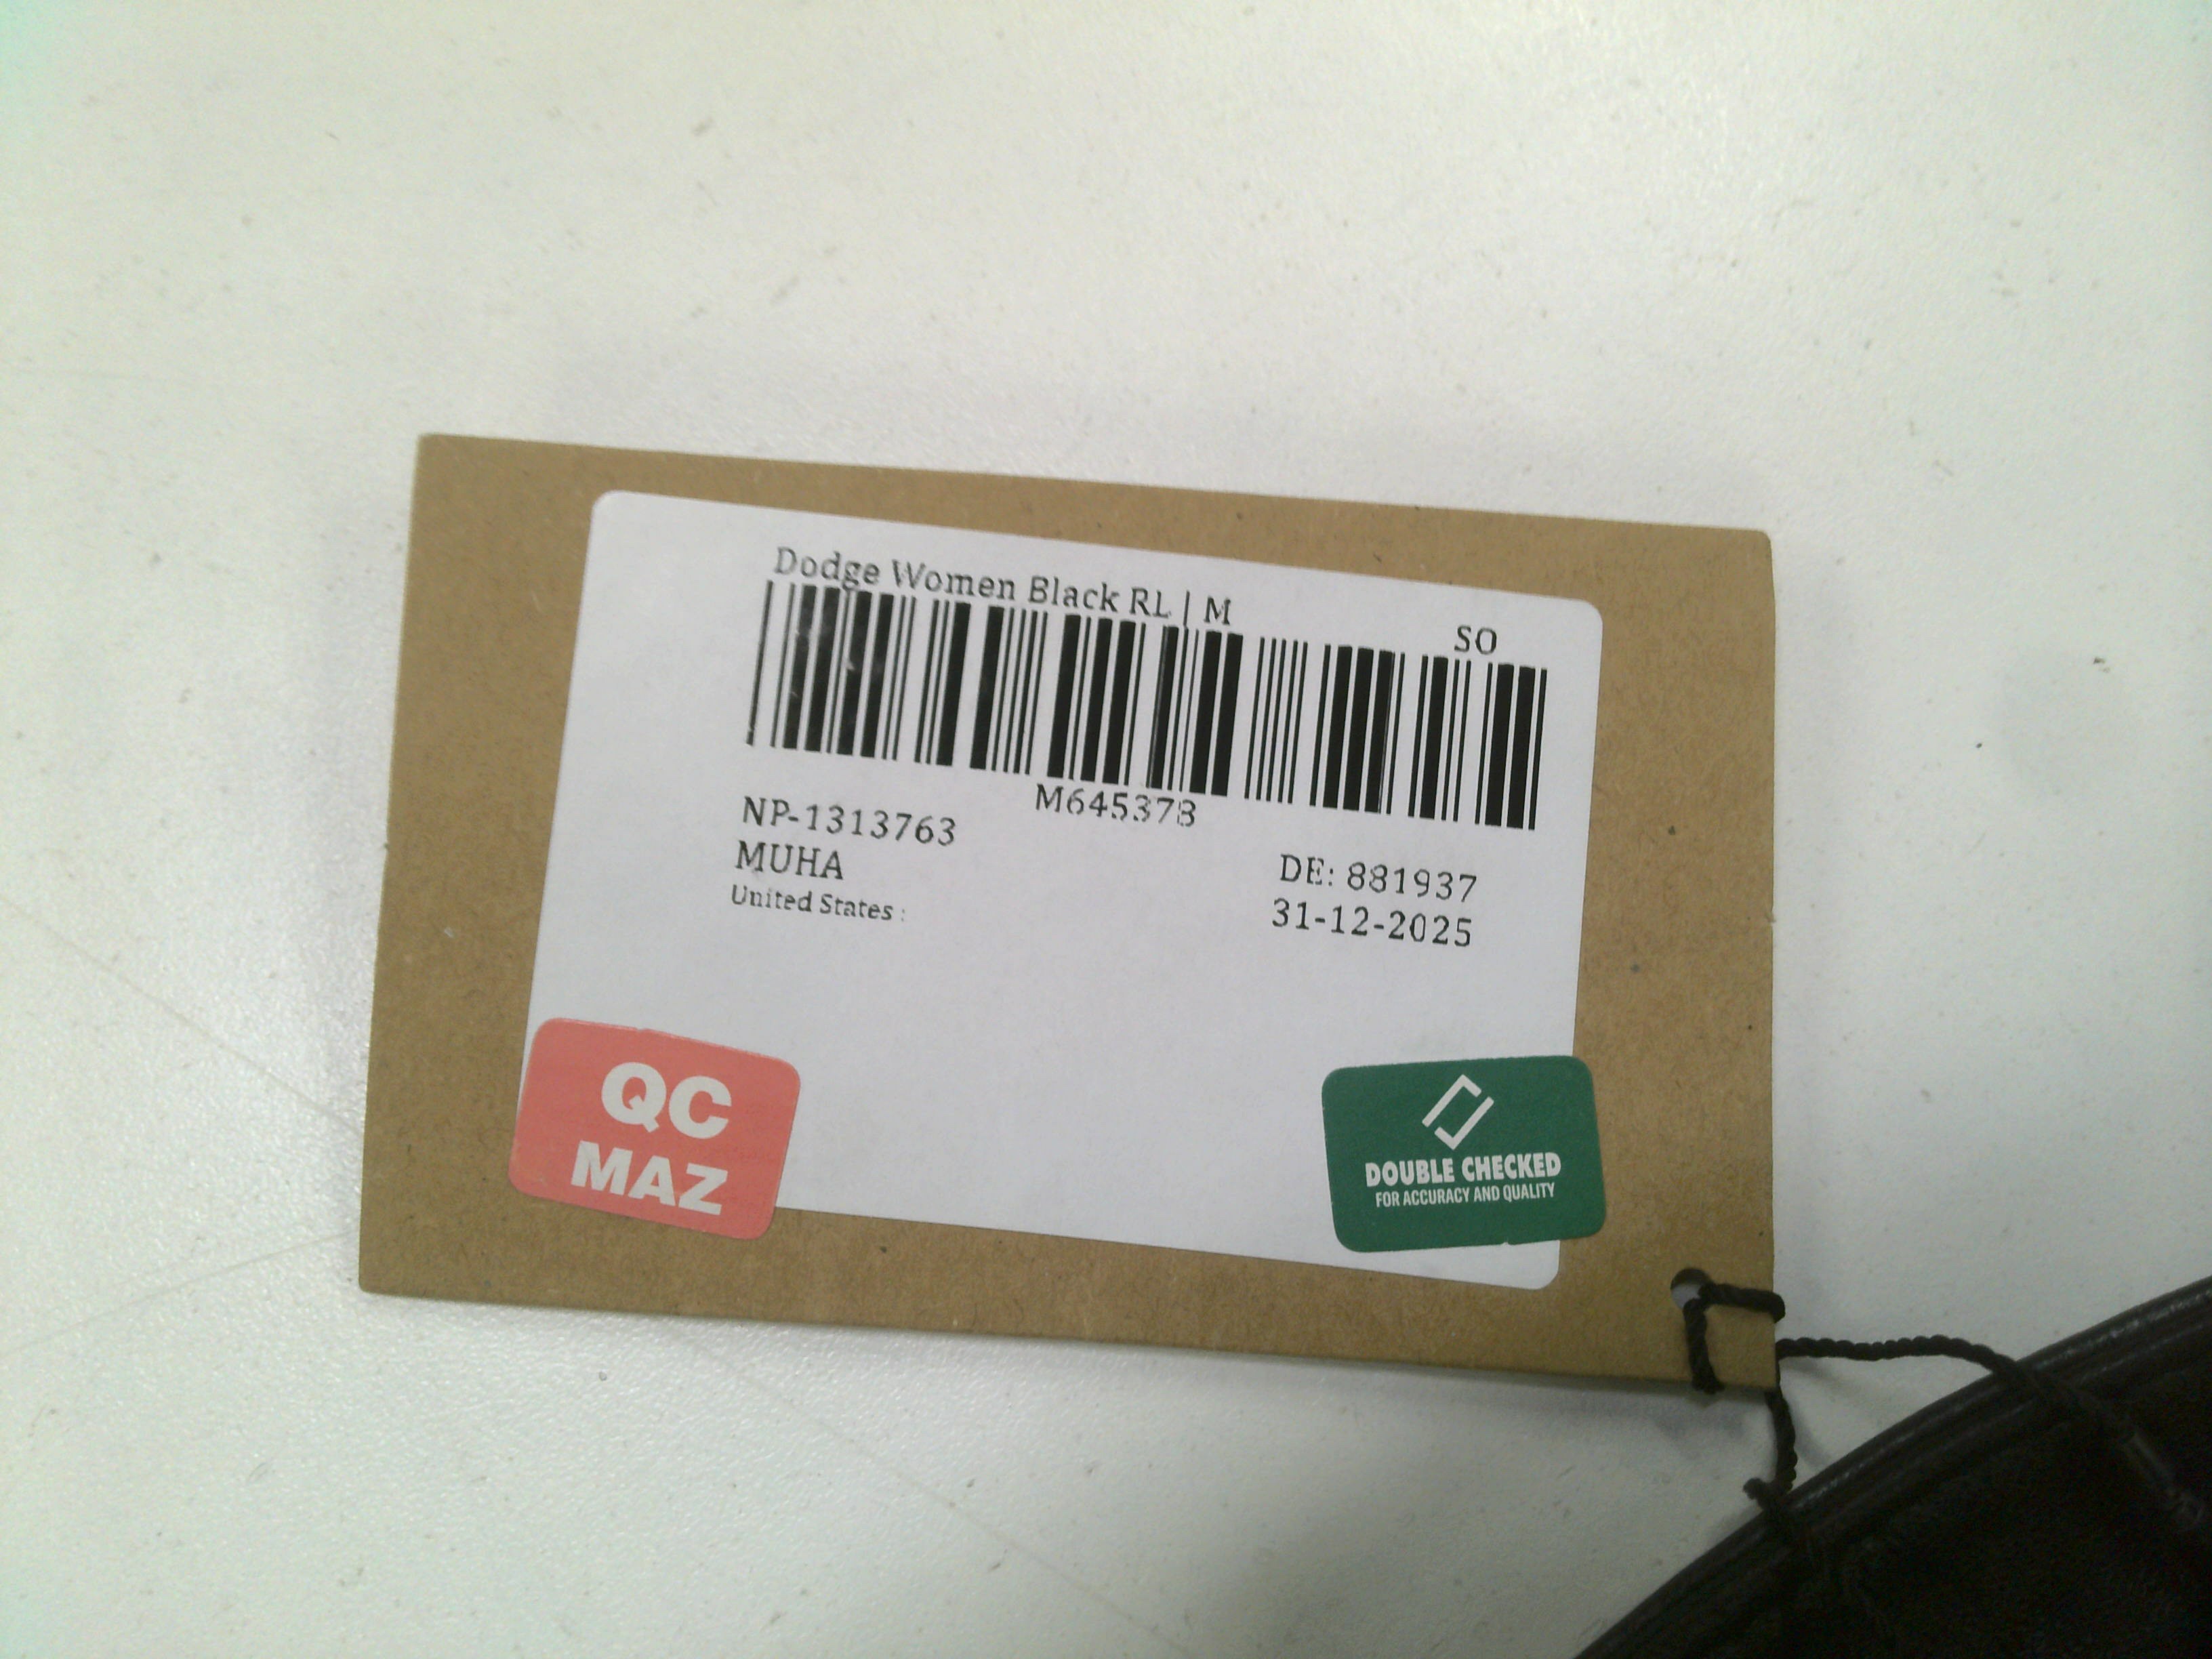 Dodge Women Black RL | M
SO
M645378
NP-1313763
MUHA
United States :
DE: 881937
31-12-2025
QC
MAZ
DOUBLE CHECKED
FOR ACCURACY AND QUALITY